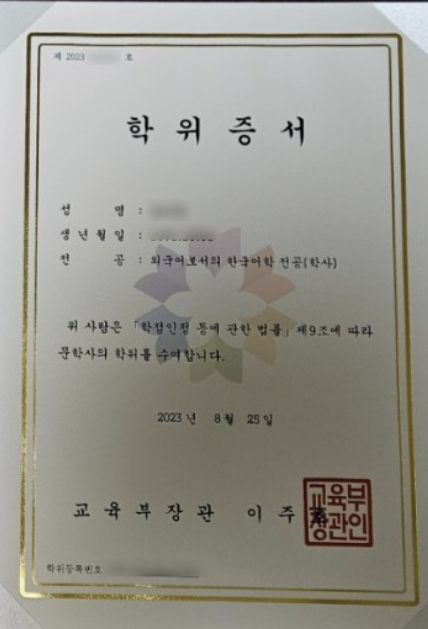 제 2023 호
학 위 증 서
성 명 :
생 년 월 일 :
전 공 : 외국어로서의 한국어학 전공(학사)
위 사람은 「학점인정 등에 관한 법률」 제9조에 따라
문학사의 학위를 수여합니다.
2023 년 8 월 25 일
교 육 부 장 관 이 주
교육부
장관인
학위등록번호